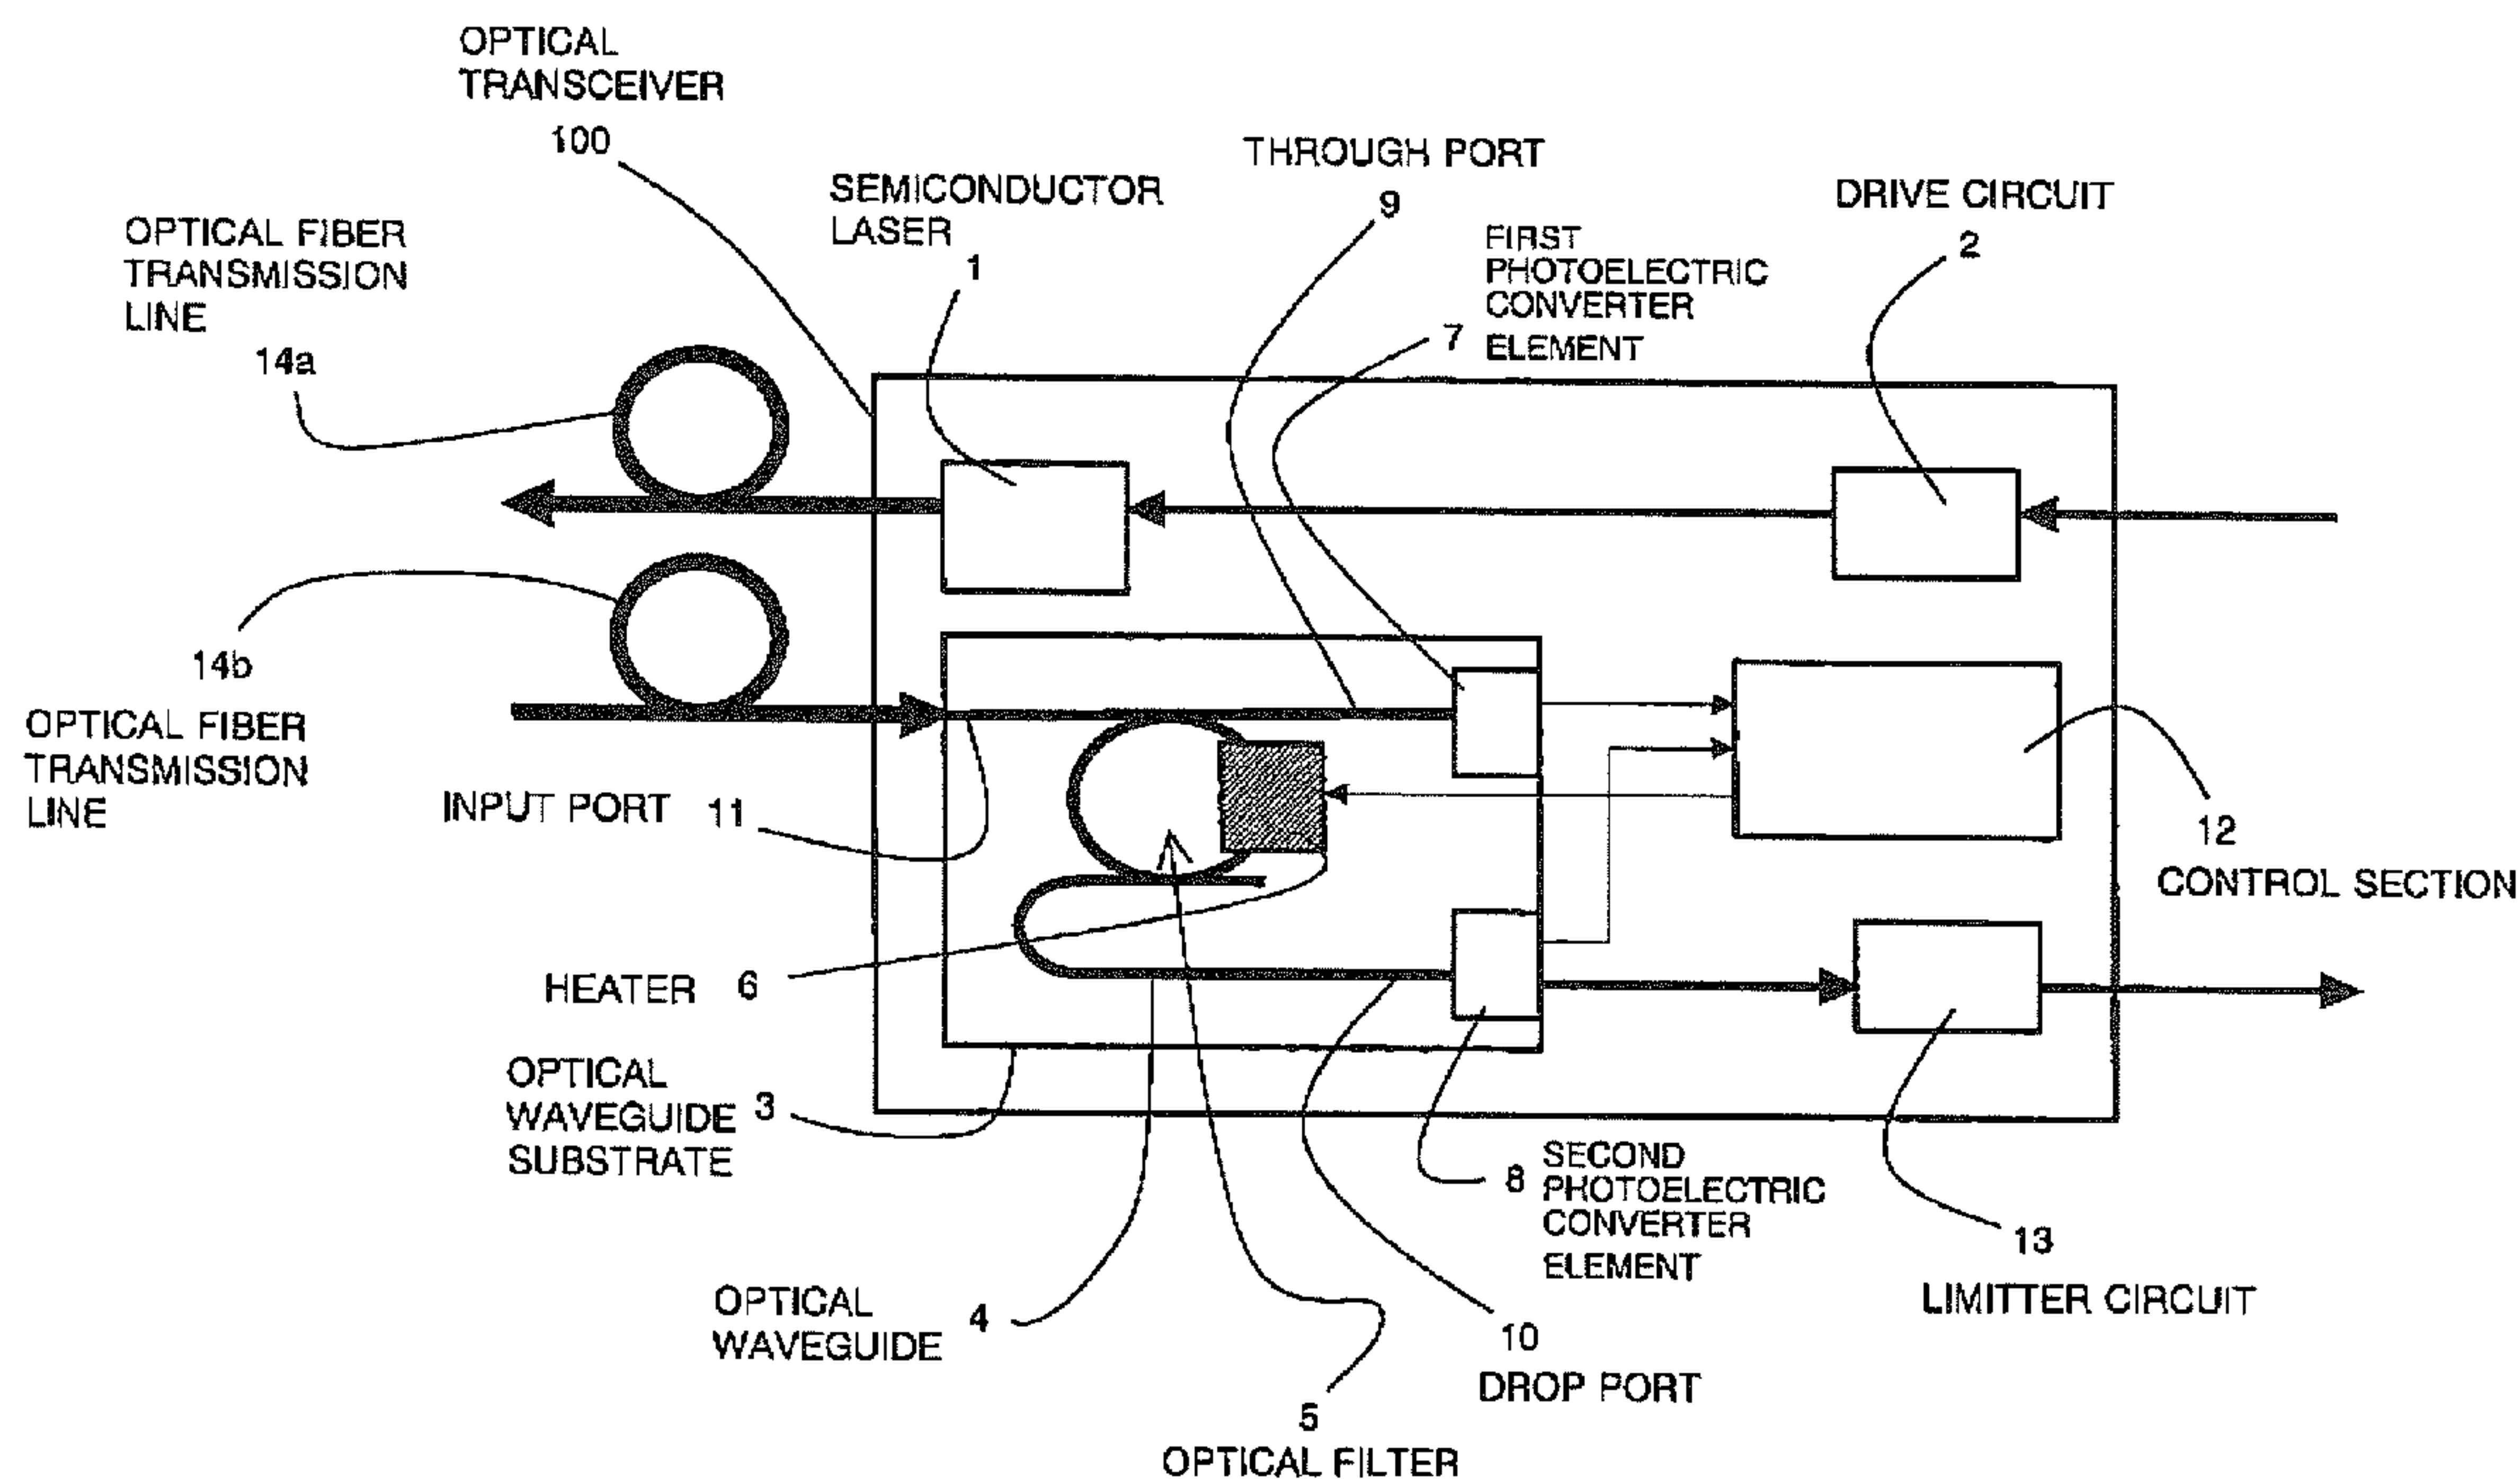 OPTICAL
TRANSCEIVER
100
THROUGH PORT
9
SEMICONDUCTOR
LASER
1
DRIVE CIRCUIT
2
OPTICAL FIBER
TRANSMISSION
LINE
14a
FIRST
PHOTOELECTRIC
CONVERTER
7 ELEMENT
14b
OPTICAL FIBER
TRANSMISSION
LINE
INPUT PORT 11
12
CONTROL SECTION
HEATER 6
OPTICAL
WAVEGUIDE 3
SUBSTRATE
SECOND
8 PHOTOELECTRIC
CONVERTER
ELEMENT
13
LIMITTER CIRCUIT
OPTICAL
WAVEGUIDE 4
10
DROP PORT
5
OPTICAL FILTER